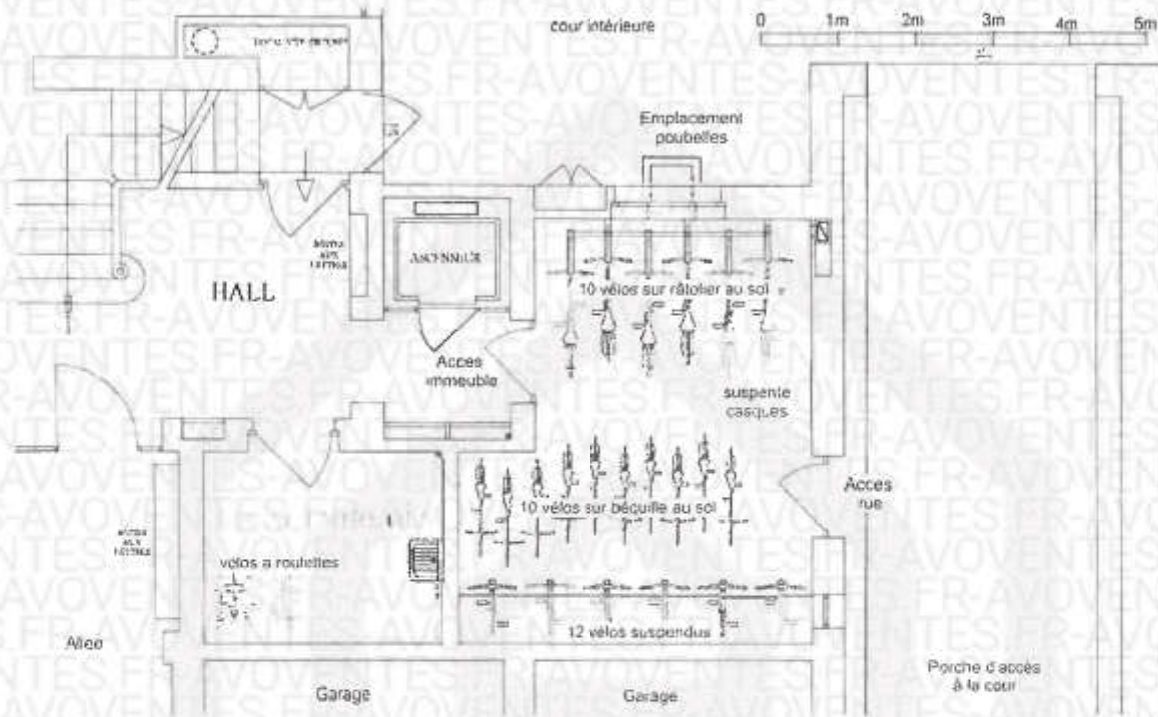 cour intérieure
0 1m 2m 3m 4m 5m
Emplacement
poubelles
ASCENSEUR
HALL
10 vélos sur râtelier au sol
Acces
immeuble
suspente
casques
Acces
rue
10 vélos sur béquille au sol
vélos a roulettes
12 vélos suspendus
Allee
Garage
Garage
Porche d'accès
à la cour
AVOVENTES.FR